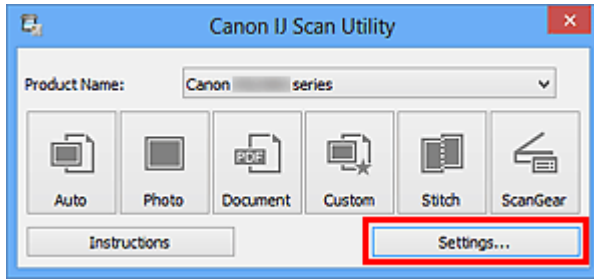 Canon IJ Scan Utility
Product Name: Canon series
PDF
Auto Photo Document Custom Stitch ScanGear
Instructions Settings...